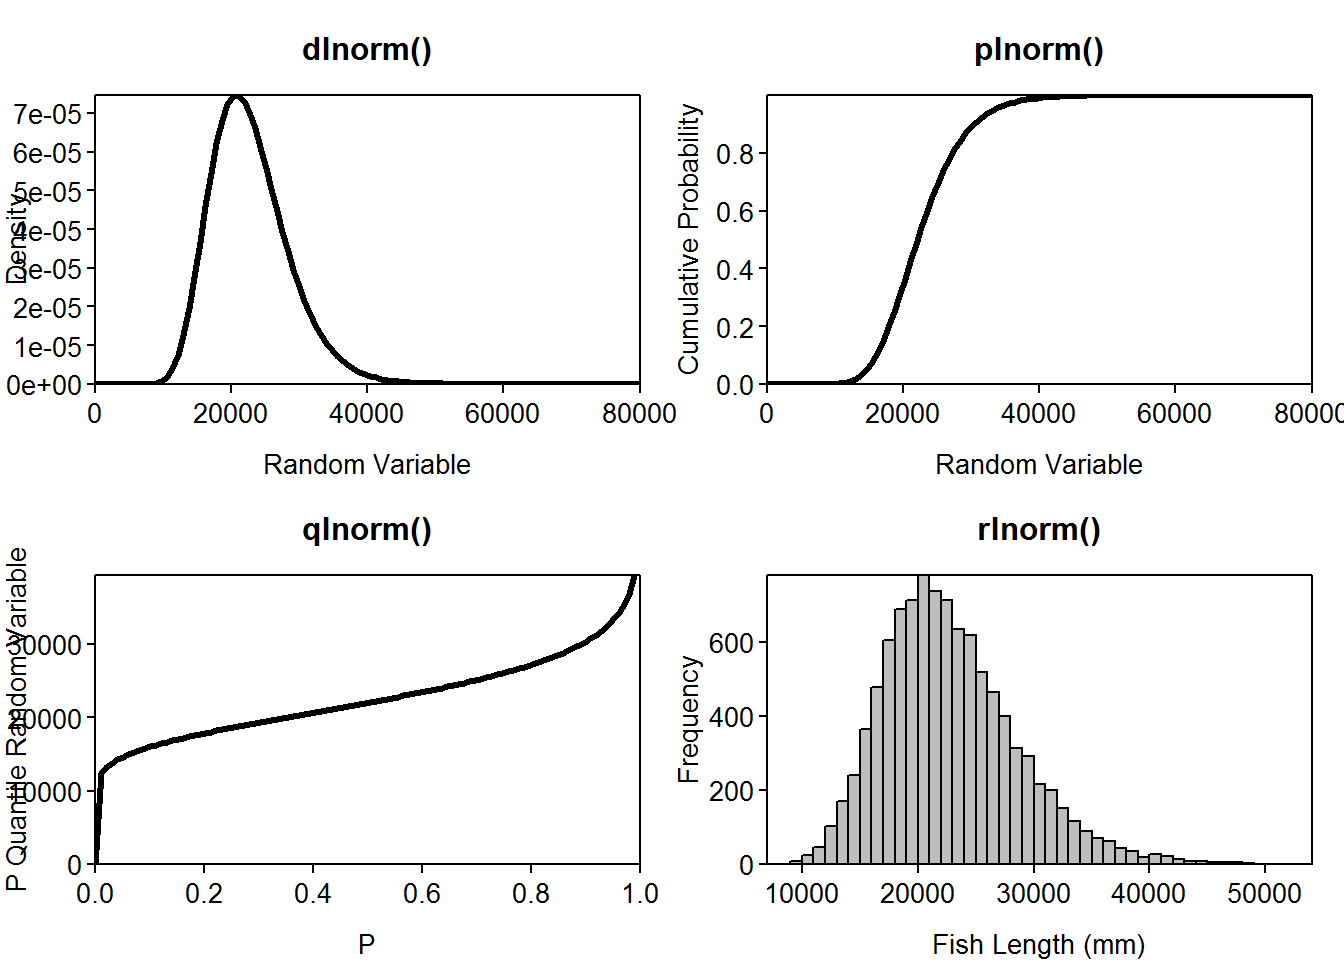 dlnorm()
Density
7e-05
6e-05
5e-05
4e-05
3e-05
2e-05
1e-05
0e+00
0 20000 40000 60000 80000
Random Variable
plnorm()
Cumulative Probability
0.8
0.6
0.4
0.2
0.0
0 20000 40000 60000 80000
Random Variable
qlnorm()
P Quantile Random Variable
30000
20000
10000
0
0.0 0.2 0.4 0.6 0.8 1.0
P
rlnorm()
Frequency
600
400
200
0
10000 20000 30000 40000 50000
Fish Length (mm)